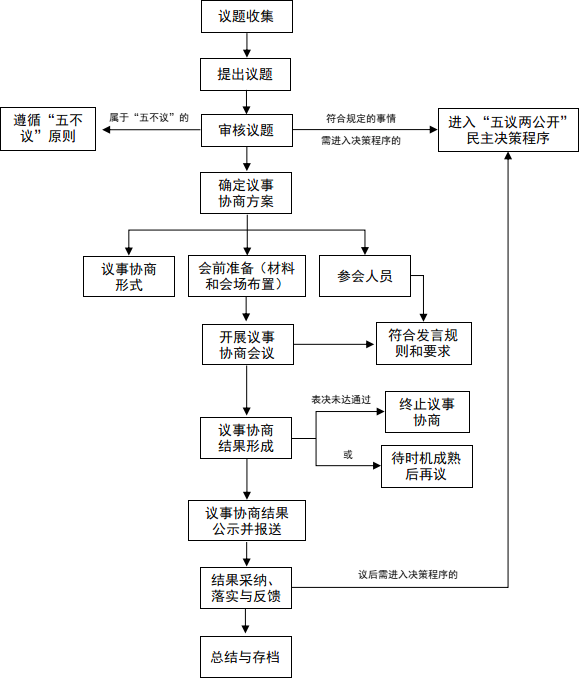 议题收集
提出议题
遵循“五不
议”原则
属于“五不议”的
审核议题
符合规定的事情
需进入决策程序的
进入“五议两公开”
民主决策程序
确定议事
协商方案
议事协商
形式
会前准备（材料
和会场布置）
参会人员
开展议事
协商会议
符合发言规
则和要求
议事协商
结果形成
表决未达通过
终止议事
协商
或
待时机成熟
后再议
议事协商结果
公示并报送
结果采纳、
落实与反馈
议后需进入决策程序的
总结与存档